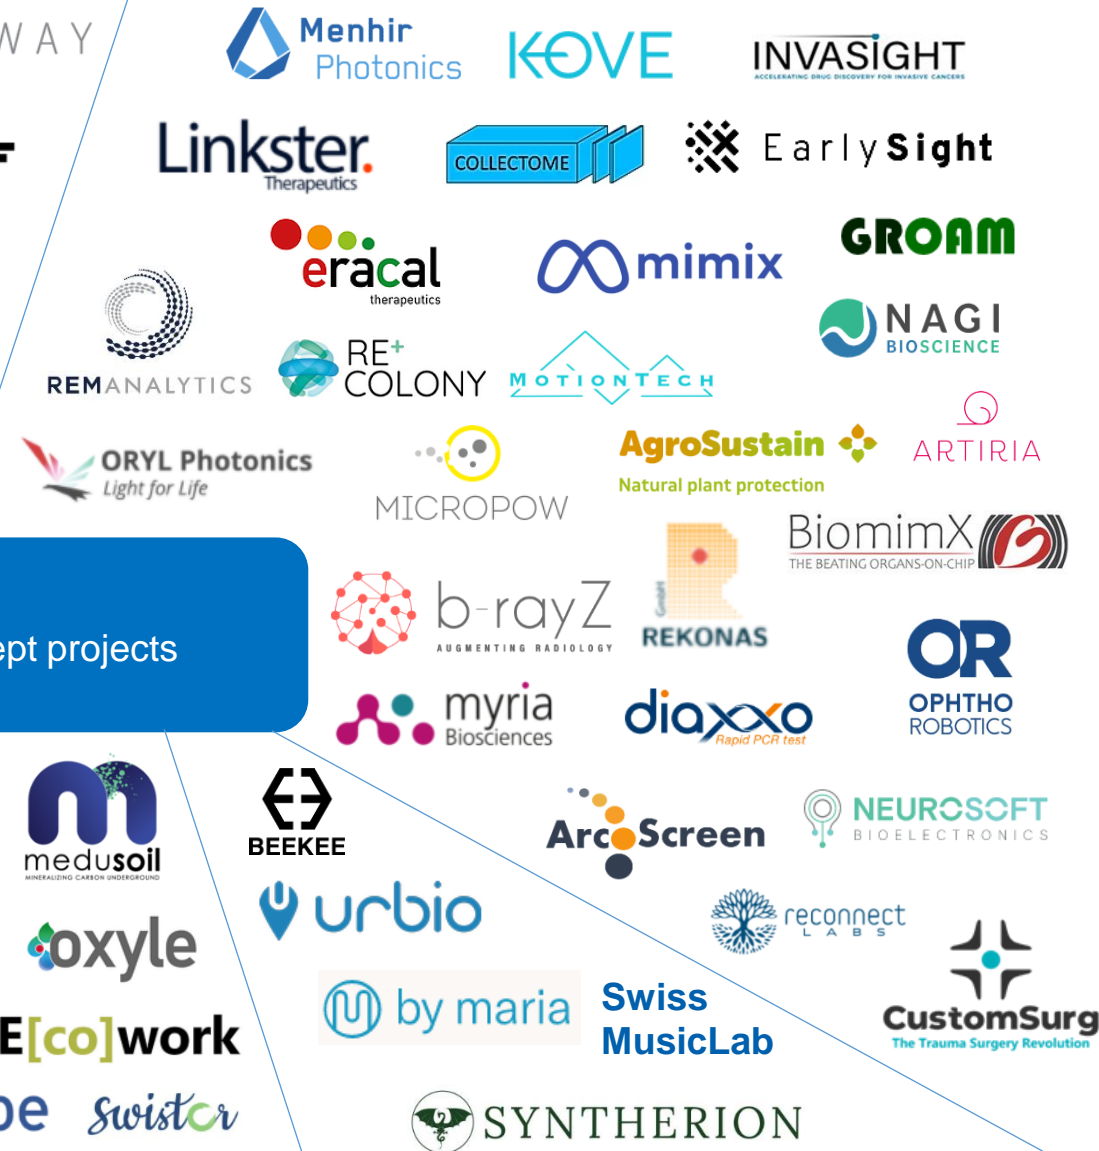 WAY
Menhir
Photonics
KOVE
INVASiGHT
ACCELERATING DRUG DISCOVERY FOR INVASIVE CANCERS
Linkster.
Therapeutics
COLLECTOME
EarlySight
eracal
therapeutics
mimix
GROAM
REMANALYTICS
RE+
COLONY
MOTIONTECH
NAGI
BIOSCIENCE
ORYL Photonics
Light for Life
MICROPOW
AgroSustain
Natural plant protection
ARTIRIA
BiomimX
THE BEATING ORGANS-ON-CHIP
ept projects
b-rayZ
AUGMENTING RADIOLOGY
GmbH
REKONAS
OR
OPHTHO
ROBOTICS
myria
Biosciences
diaxxo
Rapid PCR test
medusoil
MINERALIZING CARBON UNDERGROUND
BEEKEE
ArcoScreen
NEUROSOFT
BIOELECTRONICS
urbio
reconnect
LABS
oxyle
by maria
Swiss
MusicLab
CustomSurg
The Trauma Surgery Revolution
E[co]work
be
swistor
SYNTHERION